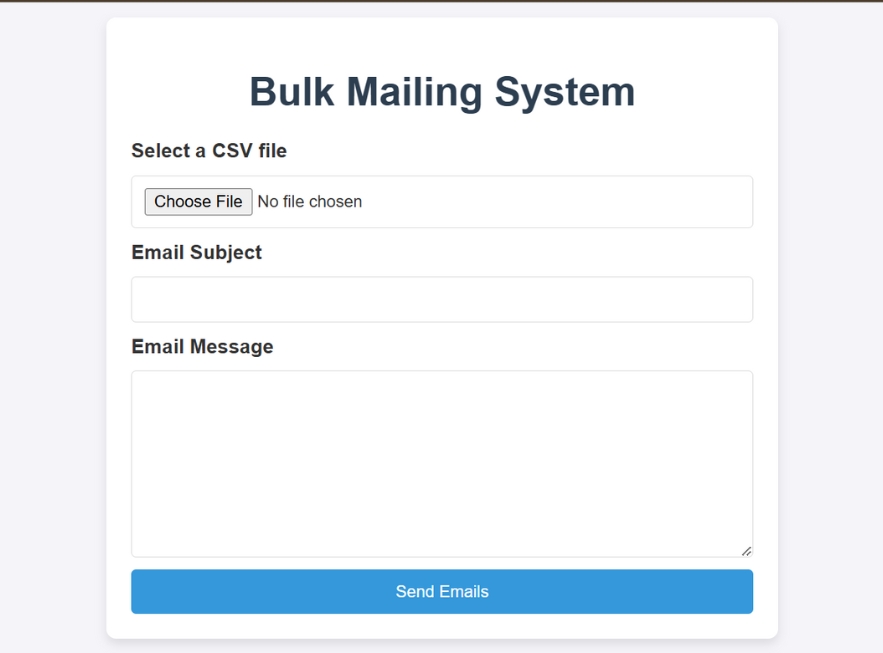 Bulk Mailing System
Select a CSV file
Choose File No file chosen
Email Subject
Email Message
Send Emails